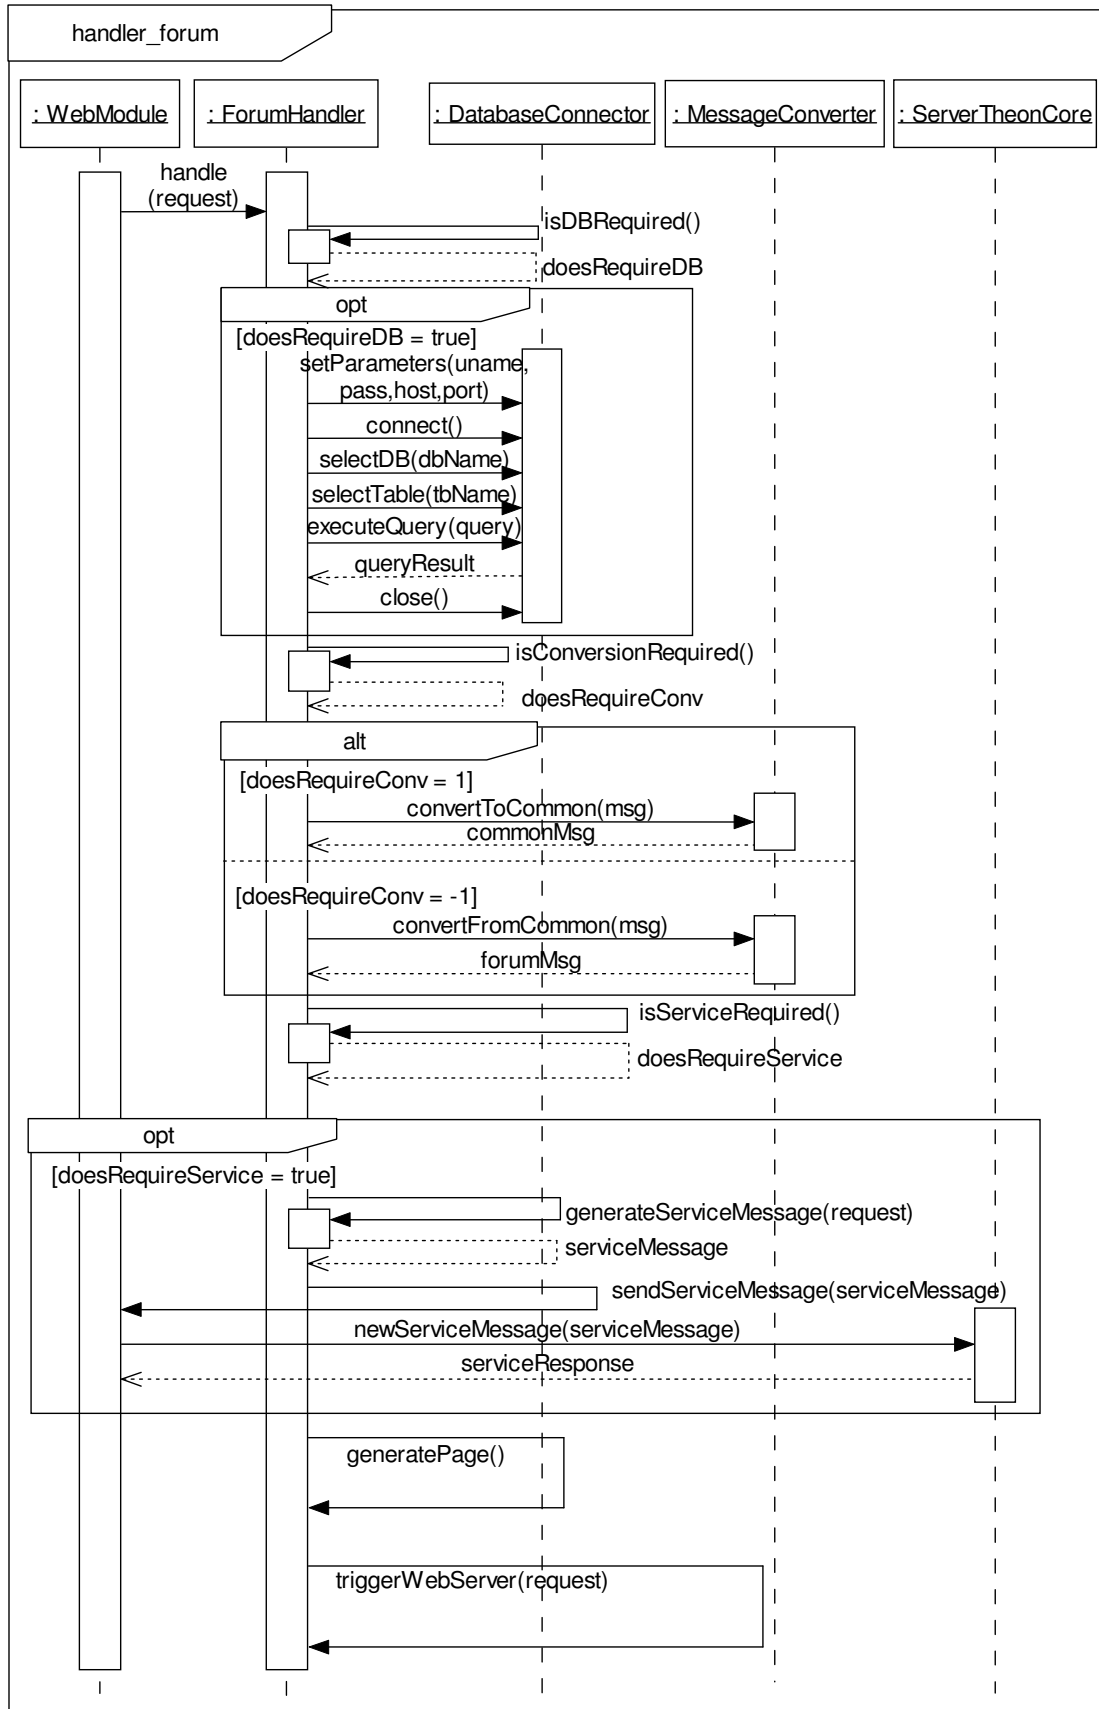 handler_forum
: WebModule
: ForumHandler
: DatabaseConnector
: MessageConverter
: ServerTheonCore
handle
(request)
isDBRequired()
doesRequireDB
opt
[doesRequireDB = true]
setParameters(uname,
pass,host,port)
connect()
selectDB(dbName)
selectTable(tbName)
executeQuery(query)
queryResult
close()
isConversionRequired()
doesRequireConv
alt
[doesRequireConv = 1]
convertToCommon(msg)
commonMsg
[doesRequireConv = -1]
convertFromCommon(msg)
forumMsg
isServiceRequired()
doesRequireService
opt
[doesRequireService = true]
generateServiceMessage(request)
serviceMessage
sendServiceMessage(serviceMessage)
newServiceMessage(serviceMessage)
serviceResponse
generatePage()
triggerWebServer(request)